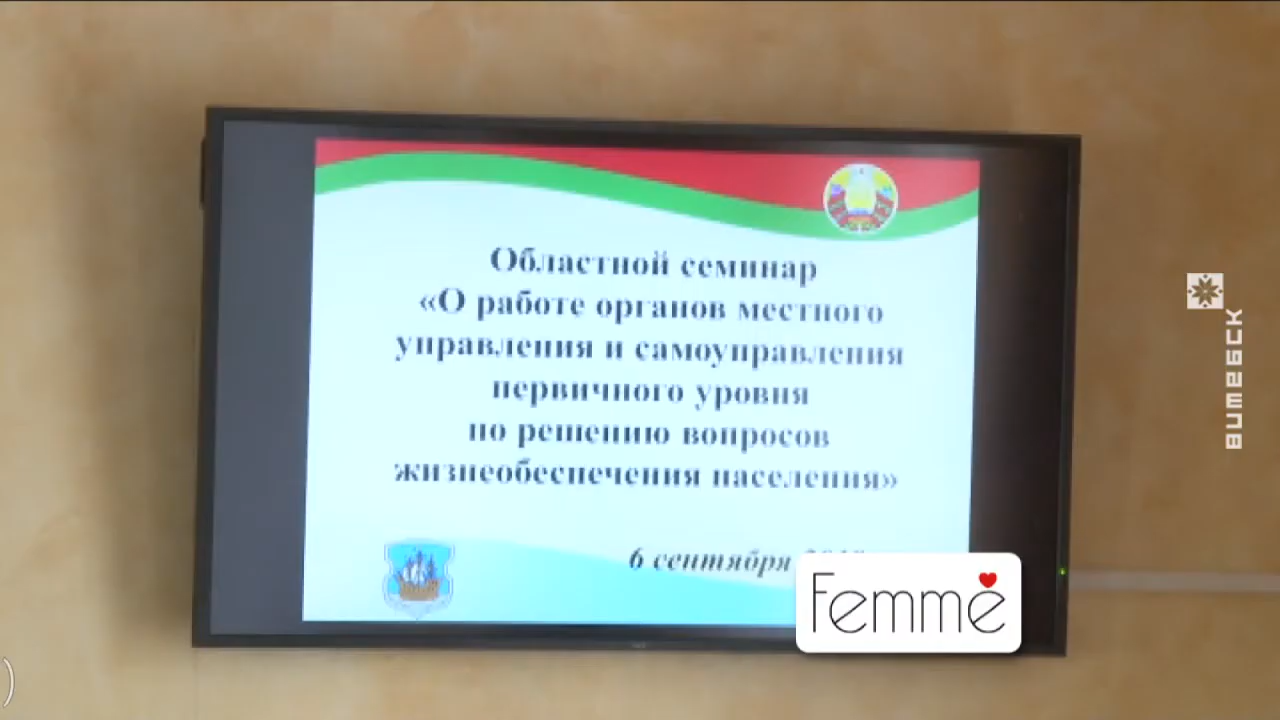 Областной семинар
«О работе органов местного
управления и самоуправления
первичного уровня
по решению вопросов
жизнеобеспечения населения»
6 сентября
Femme
витебск
)